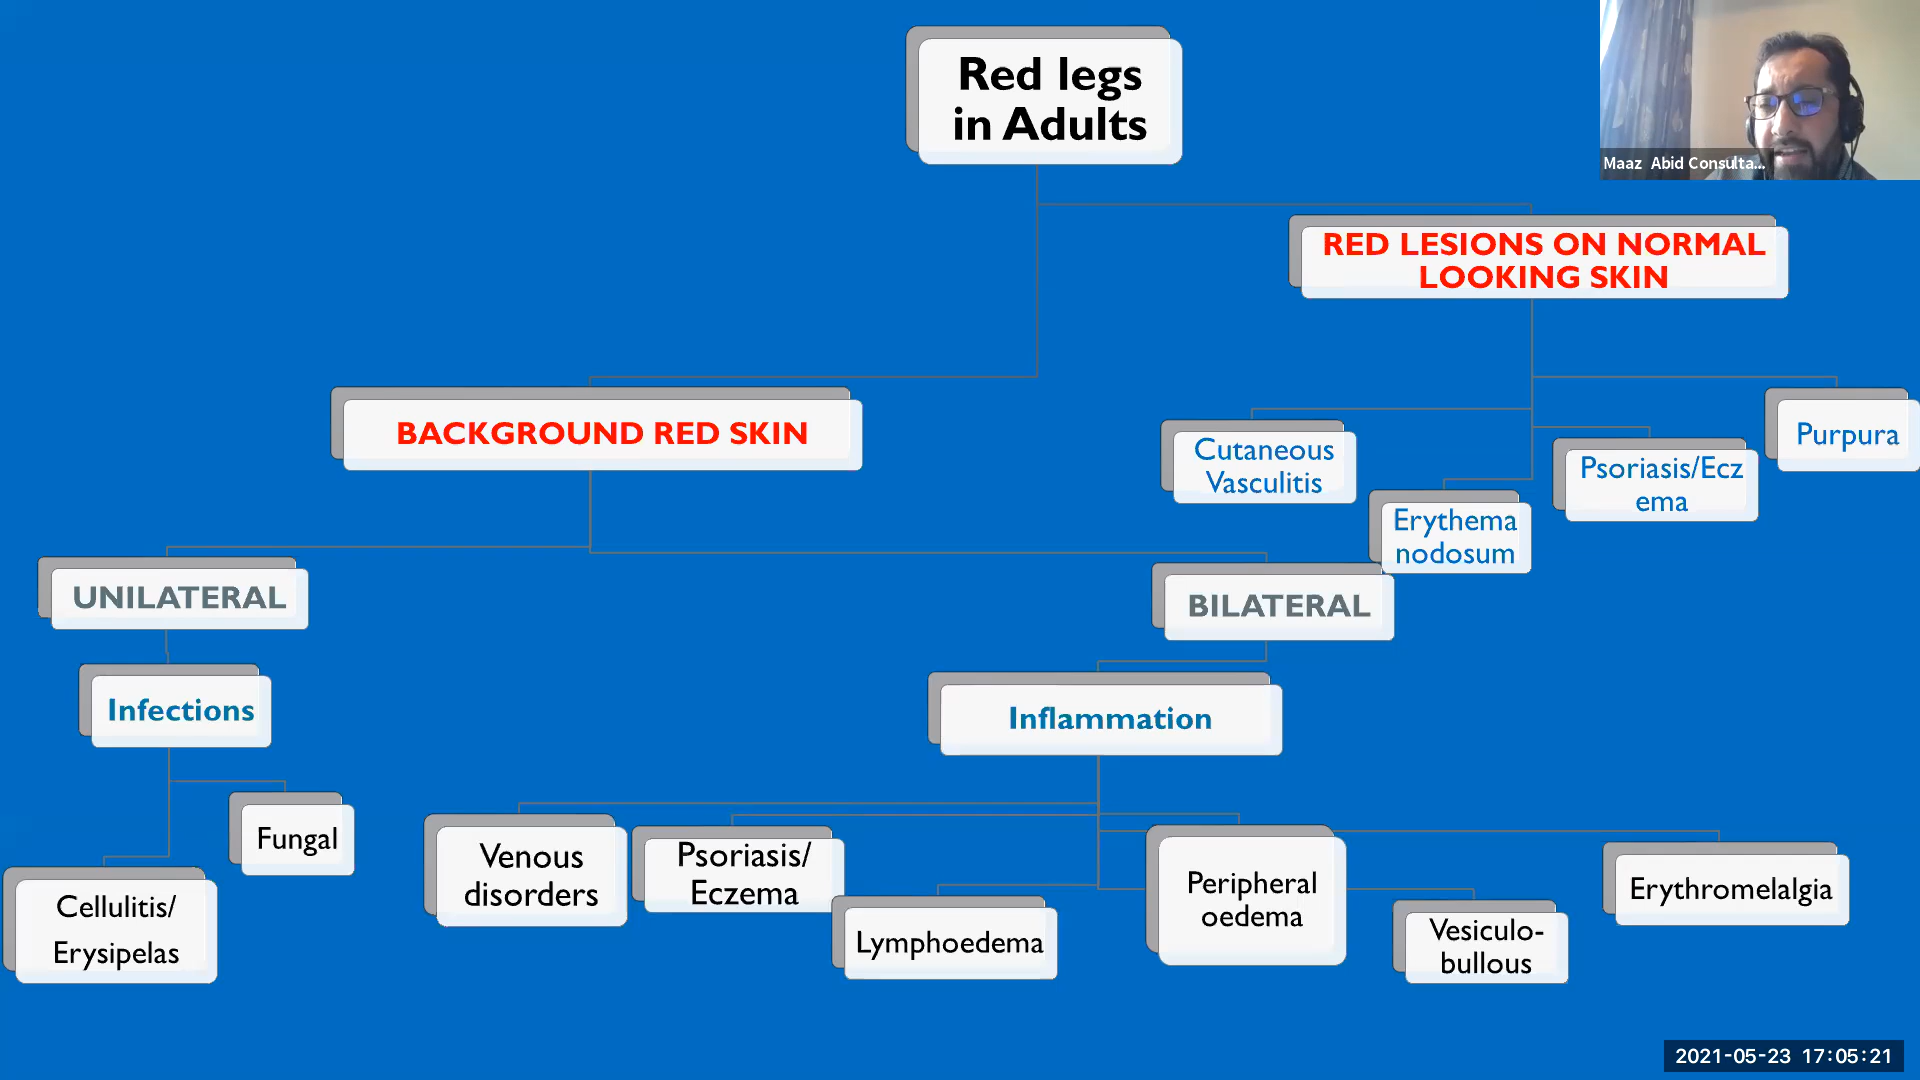 Red legs
in Adults
Maaz Abid Consulta...
RED LESIONS ON NORMAL
LOOKING SKIN
BACKGROUND RED SKIN
Cutaneous
Vasculitis
Erythema
nodosum
Psoriasis/Ecz
ema
Purpura
UNILATERAL
BILATERAL
Infections
Inflammation
Fungal
Cellulitis/
Erysipelas
Venous
disorders
Psoriasis/
Eczema
Lymphoedema
Peripheral
oedema
Vesiculo-
bullous
Erythromelalgia
2021-05-23 17:05:21